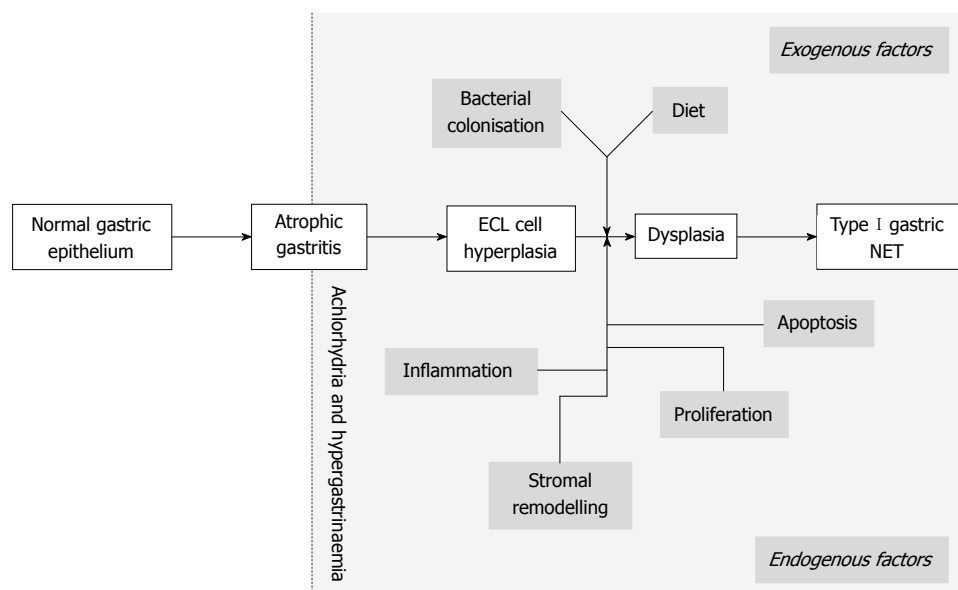 Exogenous factors
Bacterial
colonisation
Diet
Normal gastric
epithelium
Atrophic
gastritis
ECL cell
hyperplasia
Dysplasia
Type Ⅰ gastric
NET
Achlorhydria and hypergastrinaemia
Apoptosis
Inflammation
Proliferation
Stromal
remodelling
Endogenous factors